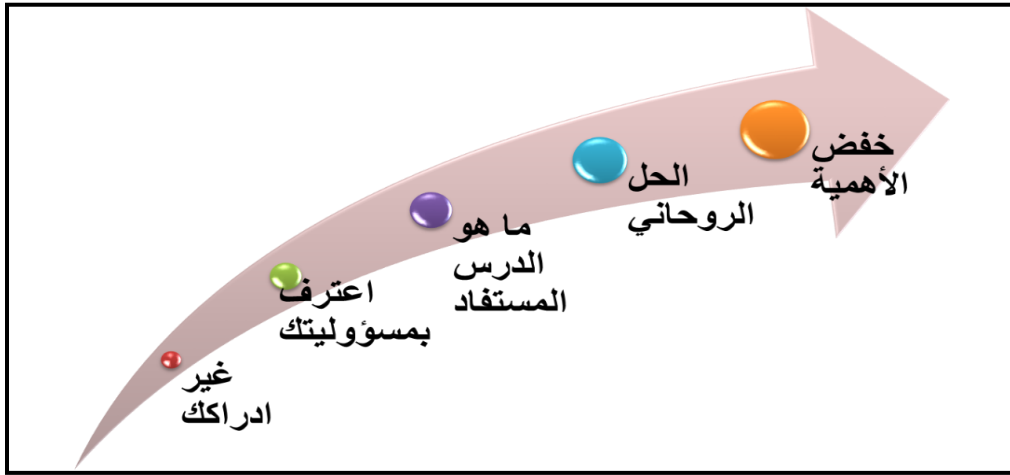 غير
ادراكك
اعترف
بمسؤوليتك
ما هو
الدرس
المستفاد
الحل
الروحاني
خفض
الأهمية